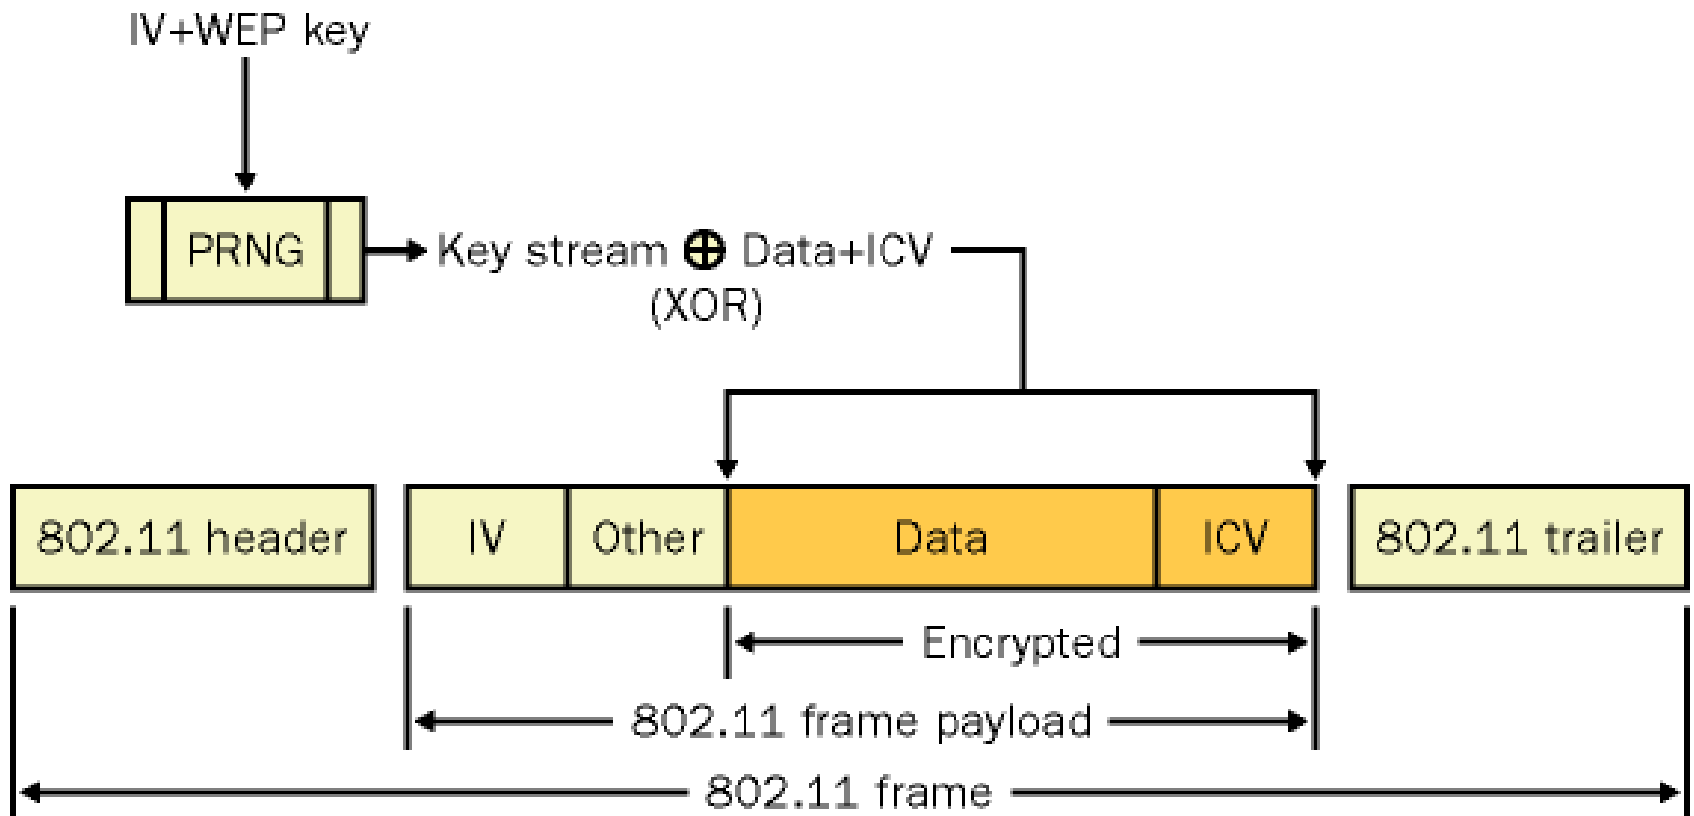 IV+WEP key
PRNG
Key stream ⊕ Data+ICV
(XOR)
802.11 header
IV
Other
Data
ICV
802.11 trailer
Encrypted
802.11 frame payload
802.11 frame